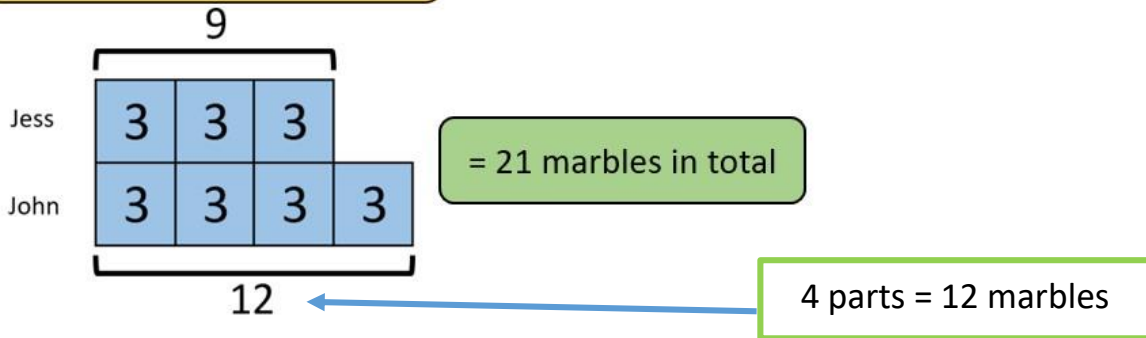 9
Jess 3 3 3
= 21 marbles in total
John 3 3 3 3
12
4 parts = 12 marbles